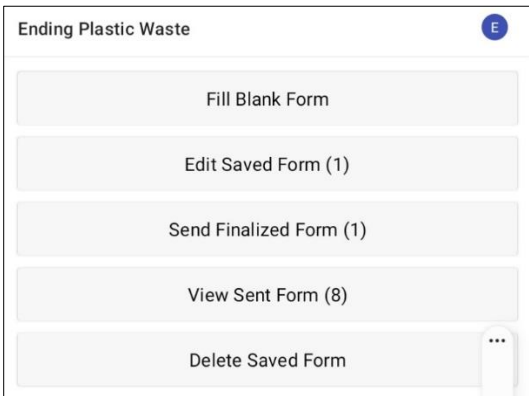 Ending Plastic Waste
E
Fill Blank Form
Edit Saved Form (1)
Send Finalized Form (1)
View Sent Form (8)
Delete Saved Form